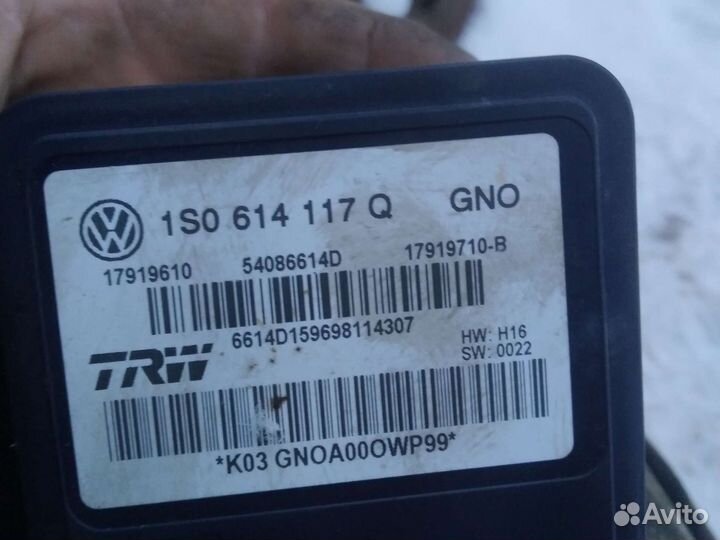 1S0 614 117 Q GNO
17919610 54086614D 17919710-B
6614D159698114307
TRW HW: H16
SW: 0022
*K03 GNOA00OWP99*
Avito